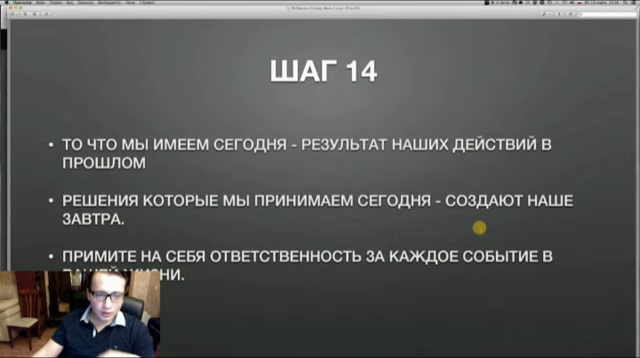 ШАГ 14
• ТО ЧТО МЫ ИМЕЕМ СЕГОДНЯ - РЕЗУЛЬТАТ НАШИХ ДЕЙСТВИЙ В
ПРОШЛОМ
• РЕШЕНИЯ КОТОРЫЕ МЫ ПРИНИМАЕМ СЕГОДНЯ - СОЗДАЮТ НАШЕ
ЗАВТРА.
• ПРИМИТЕ НА СЕБЯ ОТВЕТСТВЕННОСТЬ ЗА КАЖДОЕ СОБЫТИЕ В